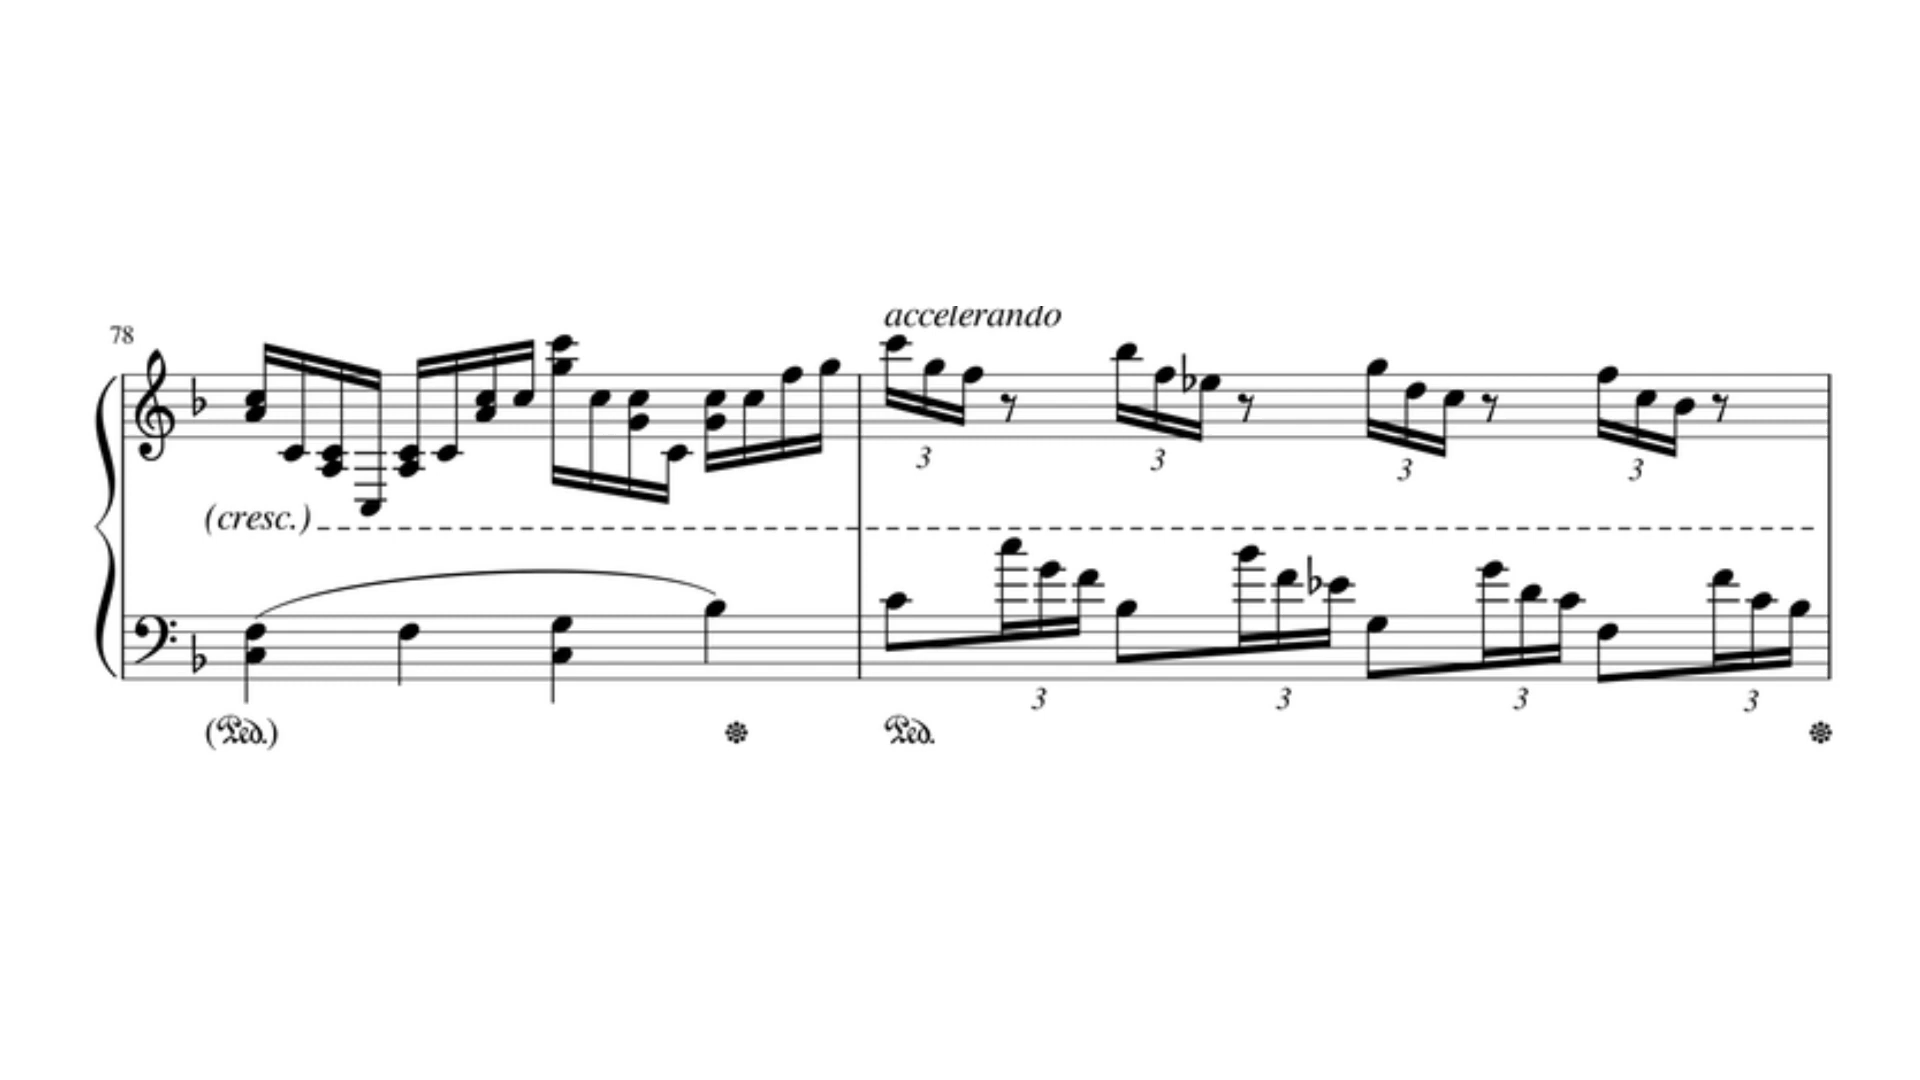 accelerando
78
3 3 3 3
(cresc.)
3 3 3 3
(Ped.) Ped.